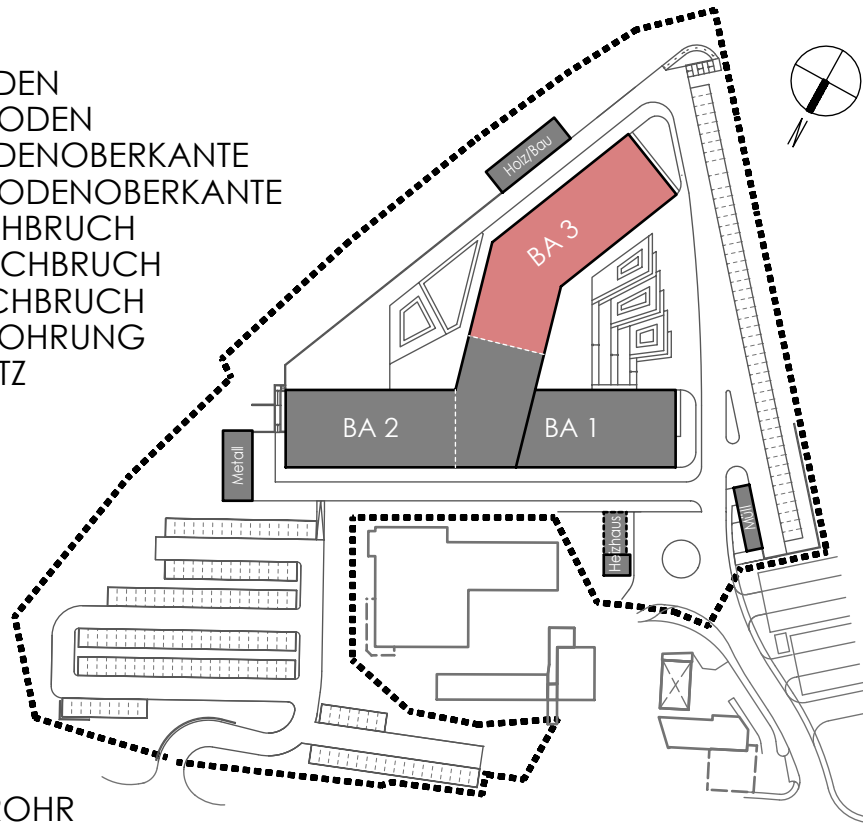 DEN
ODEN
DENOBERKANTE
ODENOBERKANTE
HBRUCH
CHBRUCH
CHBRUCH
OHRUNG
TZ
Holz/Bau
BA 3
BA 2
BA 1
Metall
Müll
Heizhaus
N
ROHR